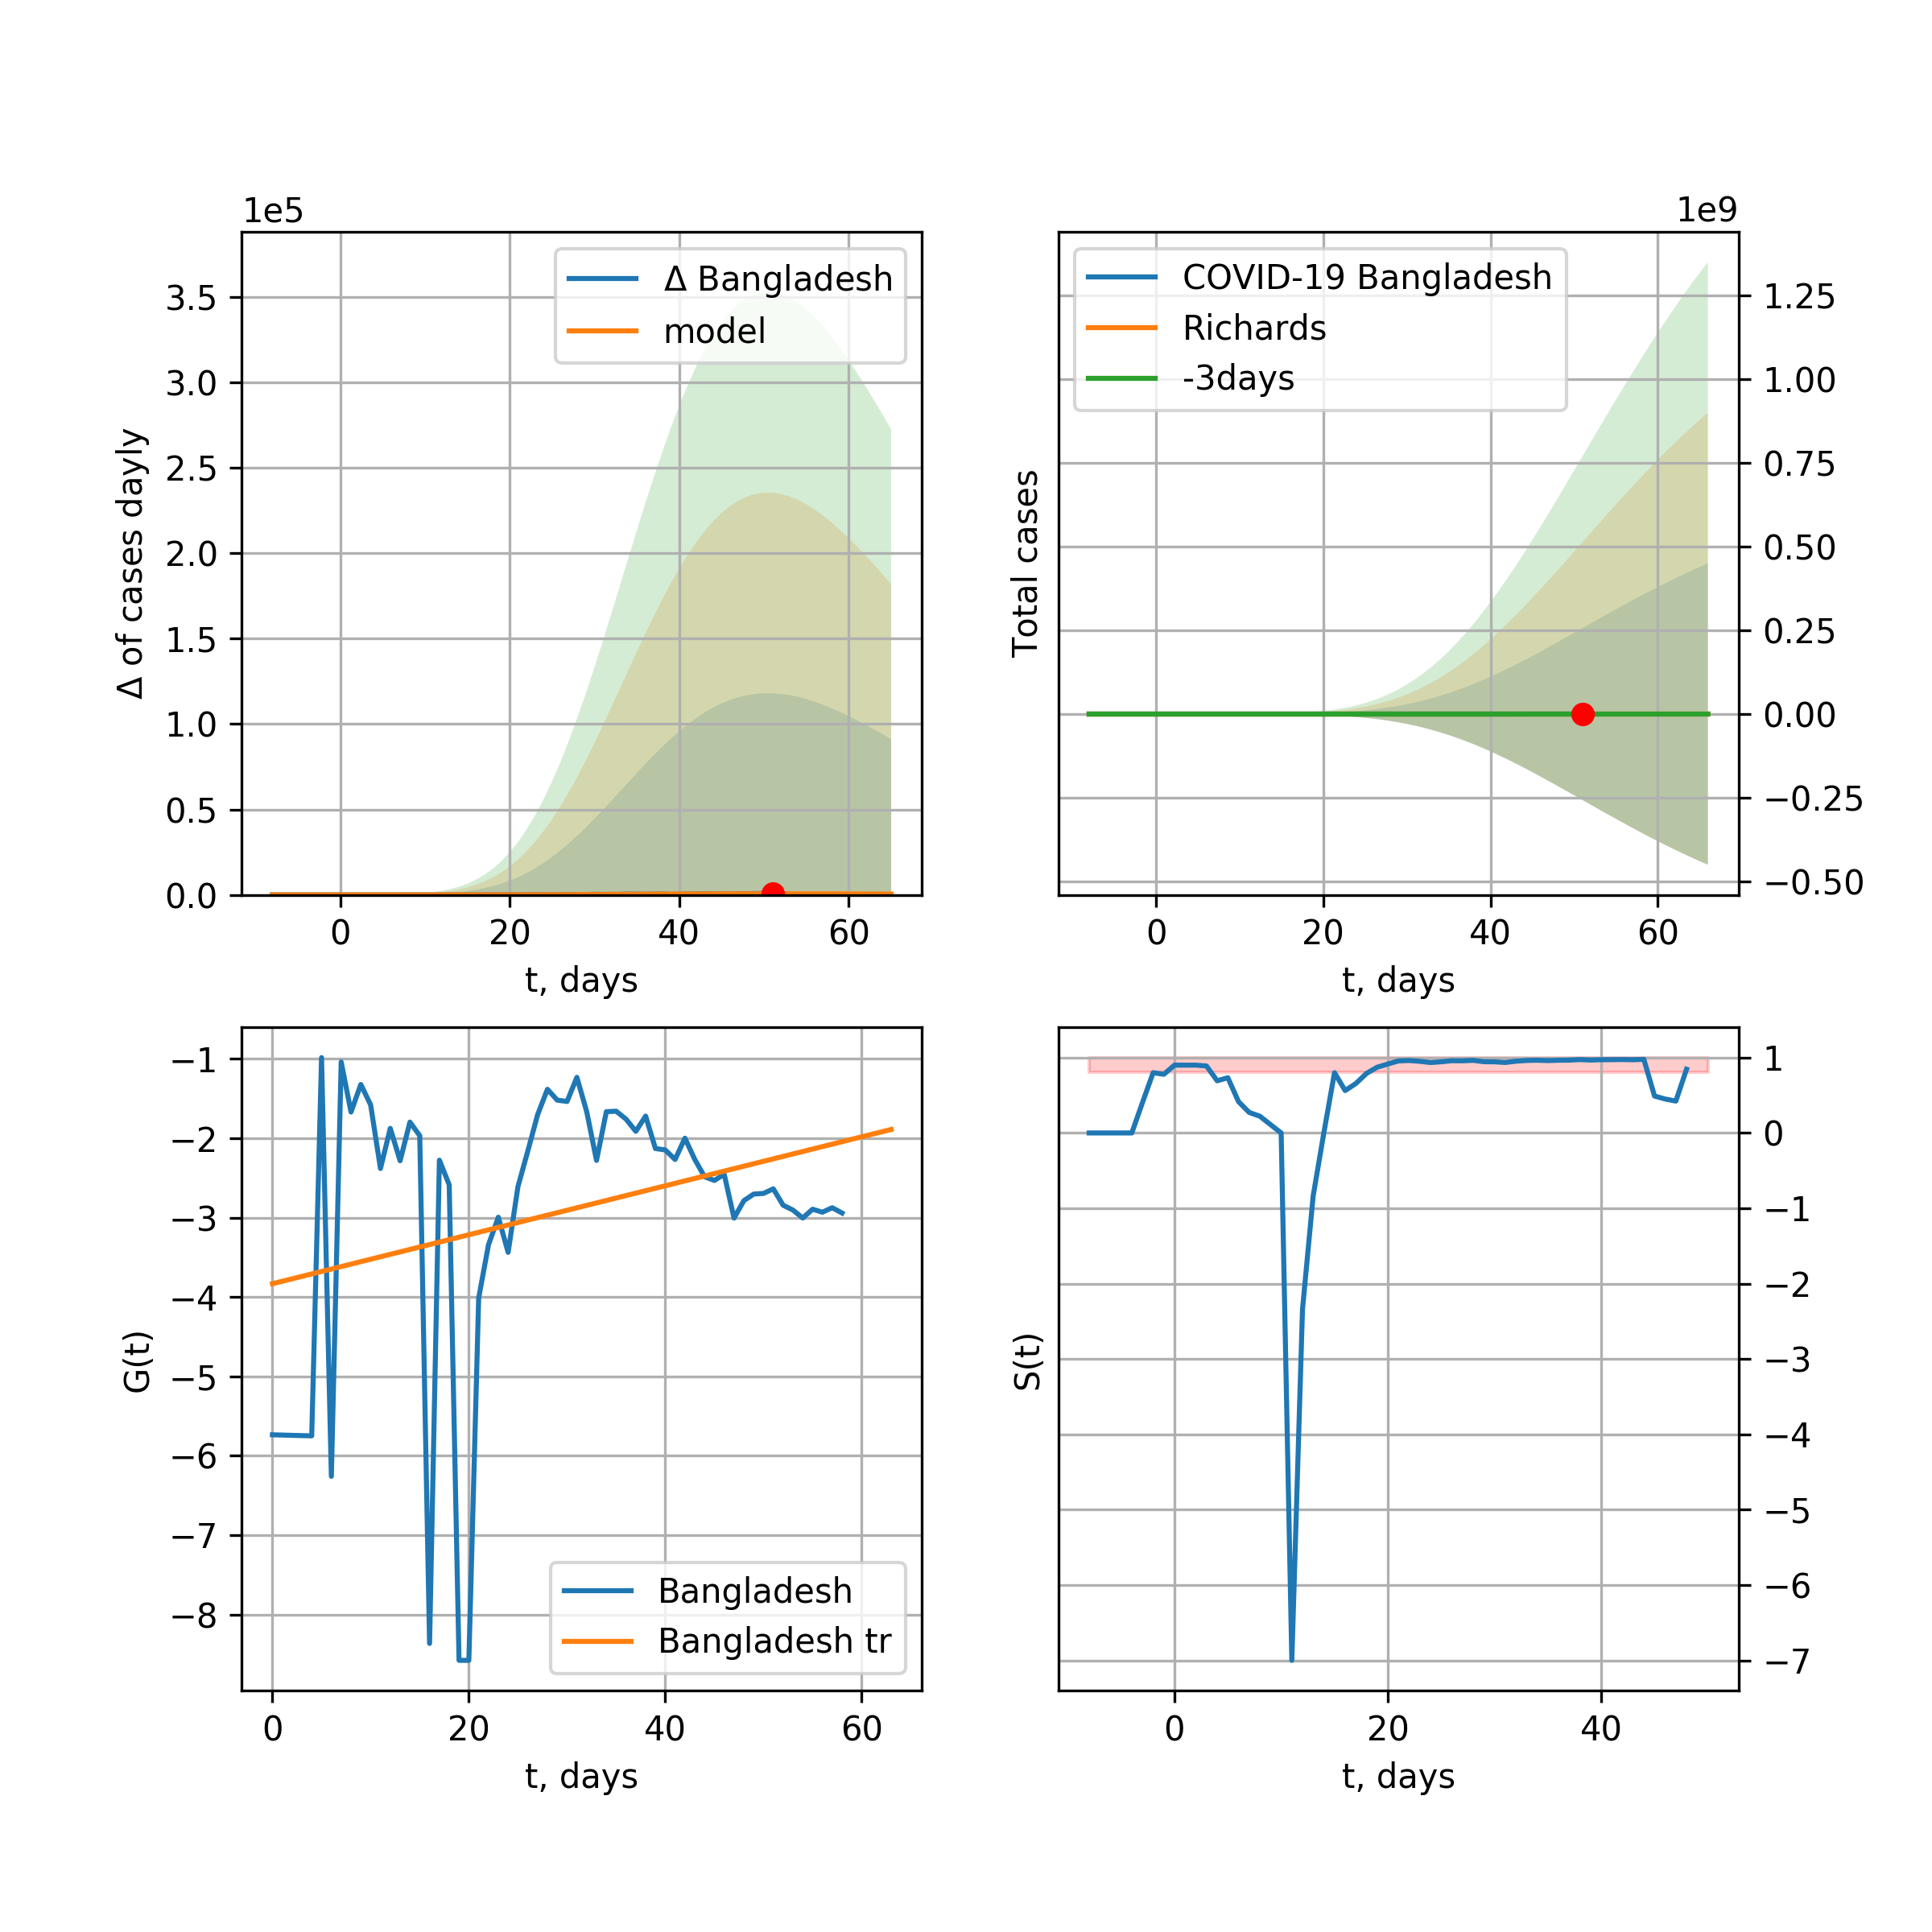 1e5
Δ Bangladesh
model
3.5
3.0
2.5
2.0
1.5
1.0
0.5
0.0
Δ of cases dayly
0 20 40 60
t, days
1e9
COVID-19 Bangladesh
Richards
-3days
1.25
1.00
0.75
0.50
0.25
0.00
−0.25
−0.50
Total cases
0 20 40 60
t, days
−1
−2
−3
−4
−5
−6
−7
−8
G(t)
Bangladesh
Bangladesh tr
0 20 40 60
t, days
1
0
−1
−2
−3
−4
−5
−6
−7
S(t)
0 20 40
t, days